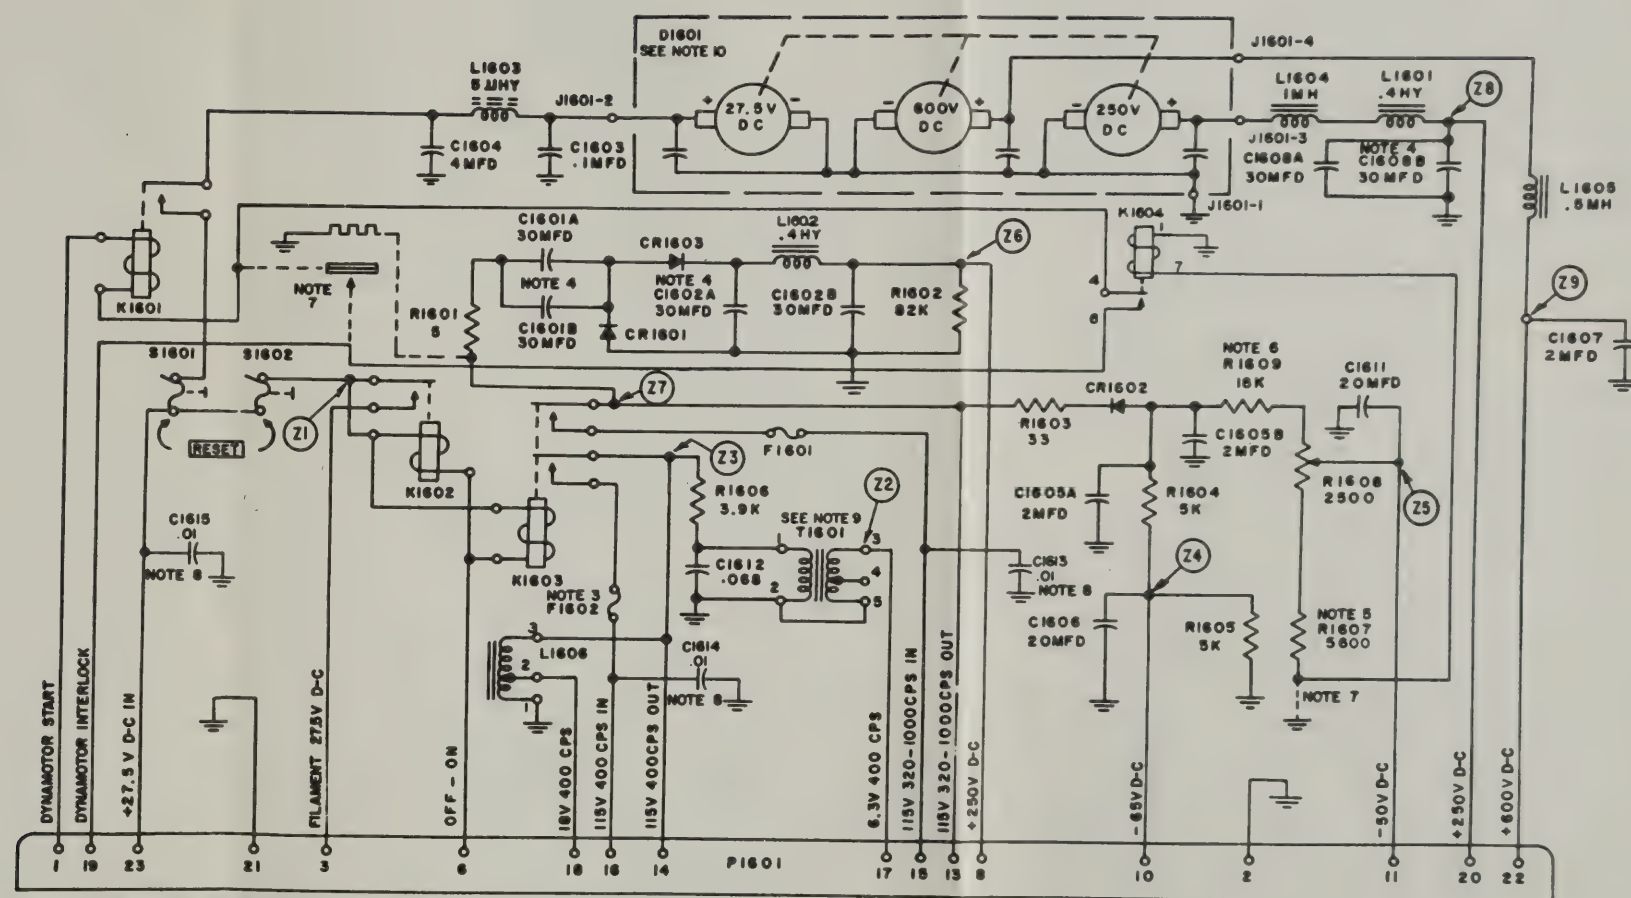 D1601
SEE NOTE 10
J1601-4
L1603
5 UHY
J1601-2
L1604
1MH
L1601
.4HY
Z8
+
27.5V
DC
-
-
600V
DC
+
-
250V
DC
+
C1604
4MFD
C1603
.1MFD
J1601-3
C1608A
30MFD
NOTE 4
C1608B
30MFD
L1605
.5MH
J1601-1
K1604
1
7
C1601A
30MFD
CR1603
L1602
.4HY
Z6
NOTE 4
NOTE 4
NOTE
7
4
6
Z9
K1601
R1601
5
C1602A
30MFD
C1602B
30MFD
R1602
82K
C1601B
30MFD
CR1601
C1607
2MFD
S1601
S1602
NOTE 6
R1609
18K
C1611
20MFD
Z7
CR1602
Z1
RESET
R1603
33
F1601
C1605B
2MFD
Z3
K1602
R1606
3.9K
Z2
C1605A
2MFD
R1604
5K
R1608
2500
Z5
C1615
.01
NOTE 8
SEE NOTE 9
T1601
1
3
C1612
.068
4
2
5
K1603
NOTE 3
F1602
C1613
.01
NOTE 8
Z4
C1606
20MFD
R1605
5K
NOTE 5
R1607
5600
3
L1606
2
1
C1614
.01
NOTE 8
NOTE 7
DYNAMOTOR START
DYNAMOTOR INTERLOCK
+27.5V D-C IN
FILAMENT 27.5V D-C
OFF - ON
18V 400 CPS
115V 400 CPS IN
115V 400CPS OUT
6.3V 400 CPS
115V 320-1000CPS IN
115V 320-1000CPS OUT
+250V D-C
-65V D-C
-50V D-C
+250V D-C
+600V D-C
1
19
23
21
3
6
18
16
14
P1601
17
15
13
8
10
2
11
20
22